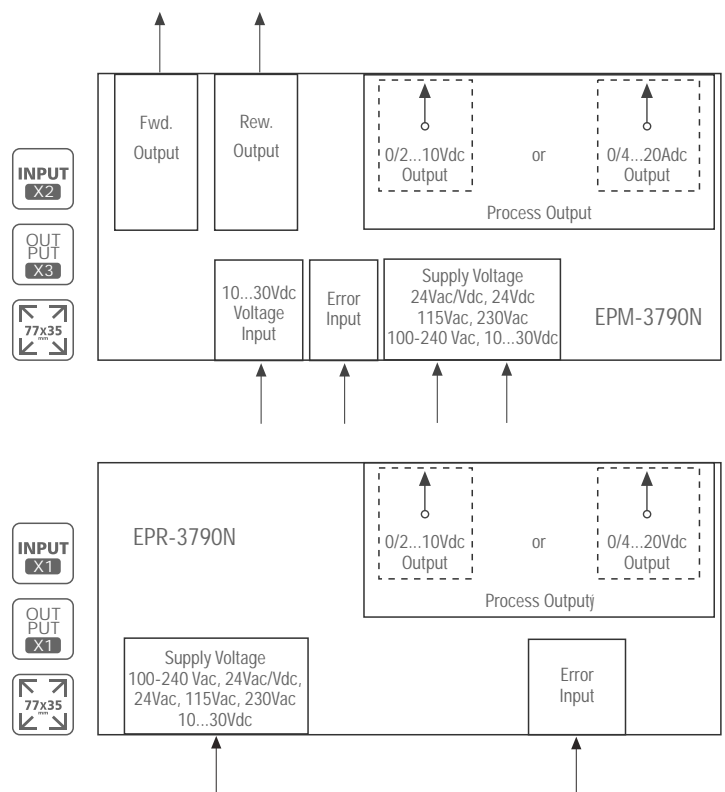 Fwd.
Output
Rew.
Output
0/2...10Vdc
Output
or
0/4...20Adc
Output
Process Output
INPUT
X2
OUT
PUT
X3
77x35
mm
10...30Vdc
Voltage
Input
Error
Input
Supply Voltage
24Vac/Vdc, 24Vdc
115Vac, 230Vac
100-240 Vac, 10...30Vdc
EPM-3790N
EPR-3790N
0/2...10Vdc
Output
or
0/4...20Vdc
Output
Process Outputÿ
INPUT
X1
OUT
PUT
X1
77x35
mm
Supply Voltage
100-240 Vac, 24Vac/Vdc,
24Vac, 115Vac, 230Vac
10...30Vdc
Error
Input